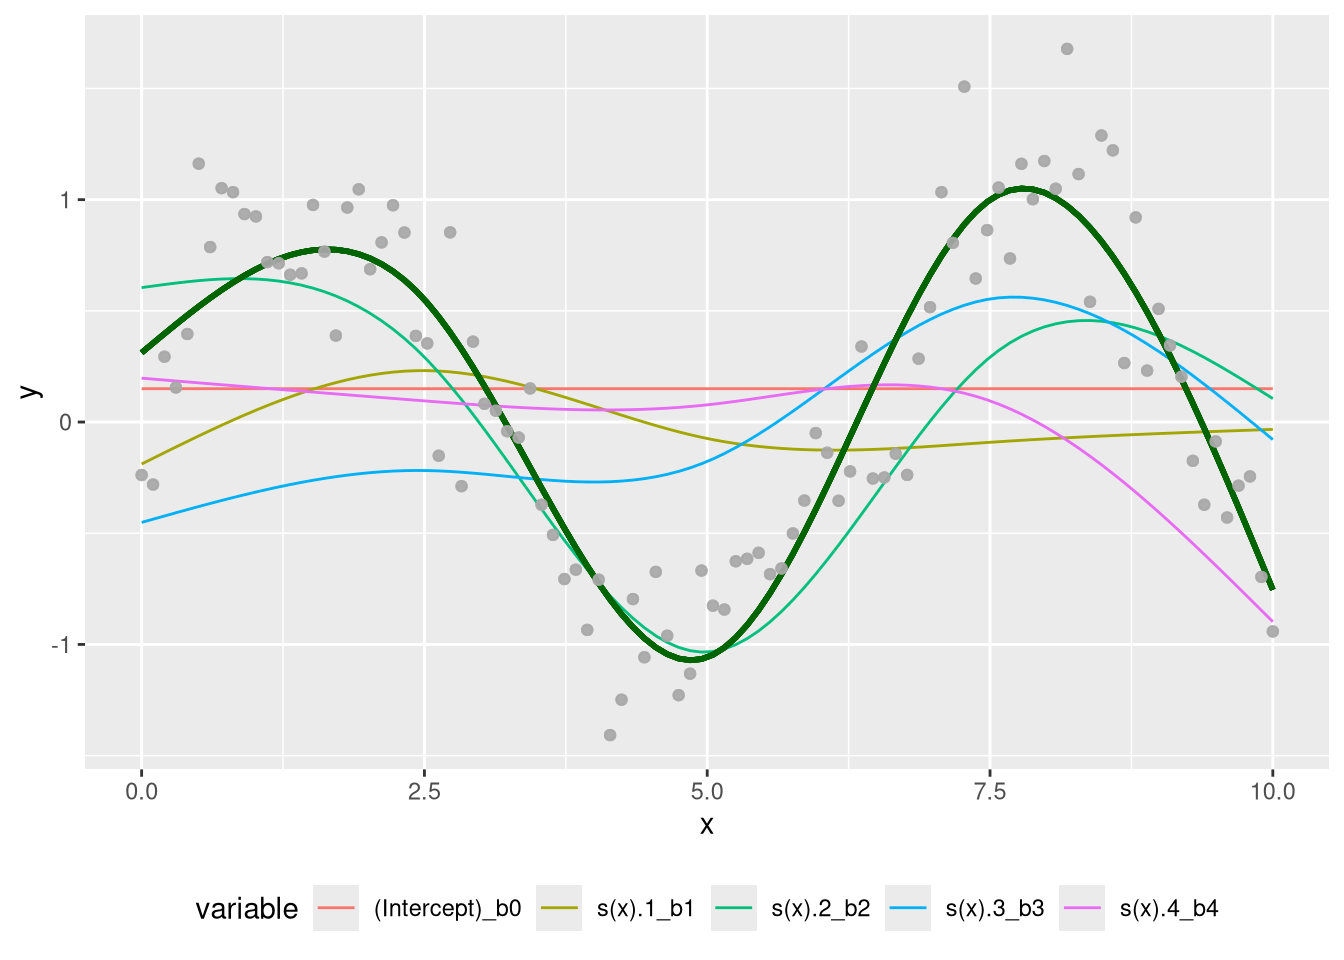 1
0
-1
y
0.0 2.5 5.0 7.5 10.0
x
variable (Intercept)_b0 s(x).1_b1 s(x).2_b2 s(x).3_b3 s(x).4_b4